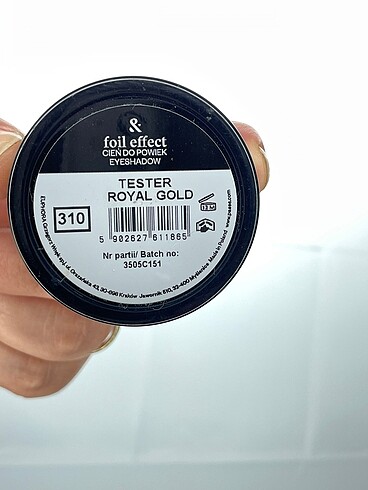 &
foil effect
CIEŃ DO POWIEK
EYESHADOW
TESTER
ROYAL GOLD
310
5 902627 611865
Nr partii/ Batch no:
3505C151
Made in Poland